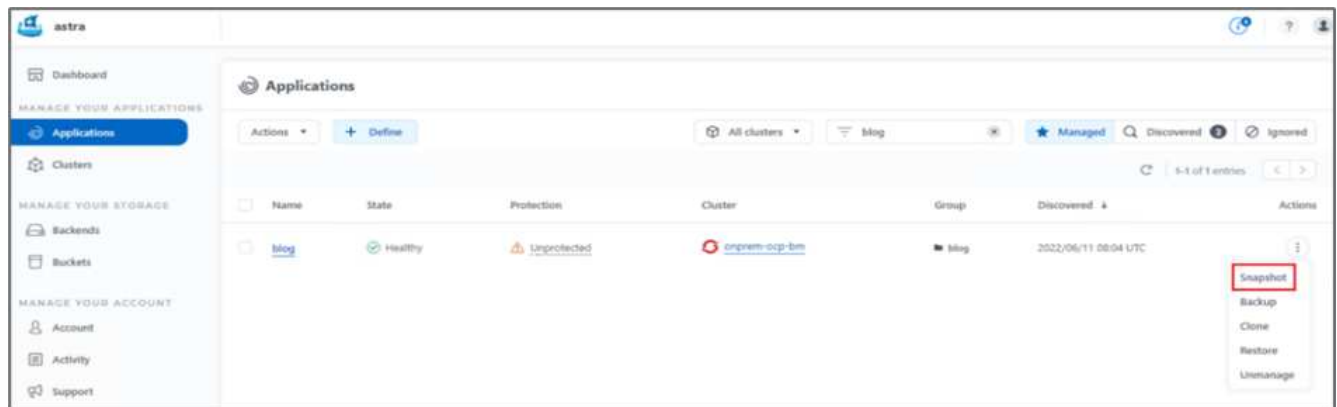 astra
?
Dashboard
MANAGE YOUR APPLICATIONS
Applications
Clusters
MANAGE YOUR STORAGE
Backends
Buckets
MANAGE YOUR ACCOUNT
Account
Activity
Support
Applications
Actions
+ Define
All clusters
blog
Managed
Discovered 3
Ignored
1-1 of 1 entries
< >
Name State Protection Cluster Group Discovered Actions
blog Healthy Unprotected onprem-ocp-bm blog 2022/06/11 08:04 UTC
Snapshot
Backup
Clone
Restore
Unmanage